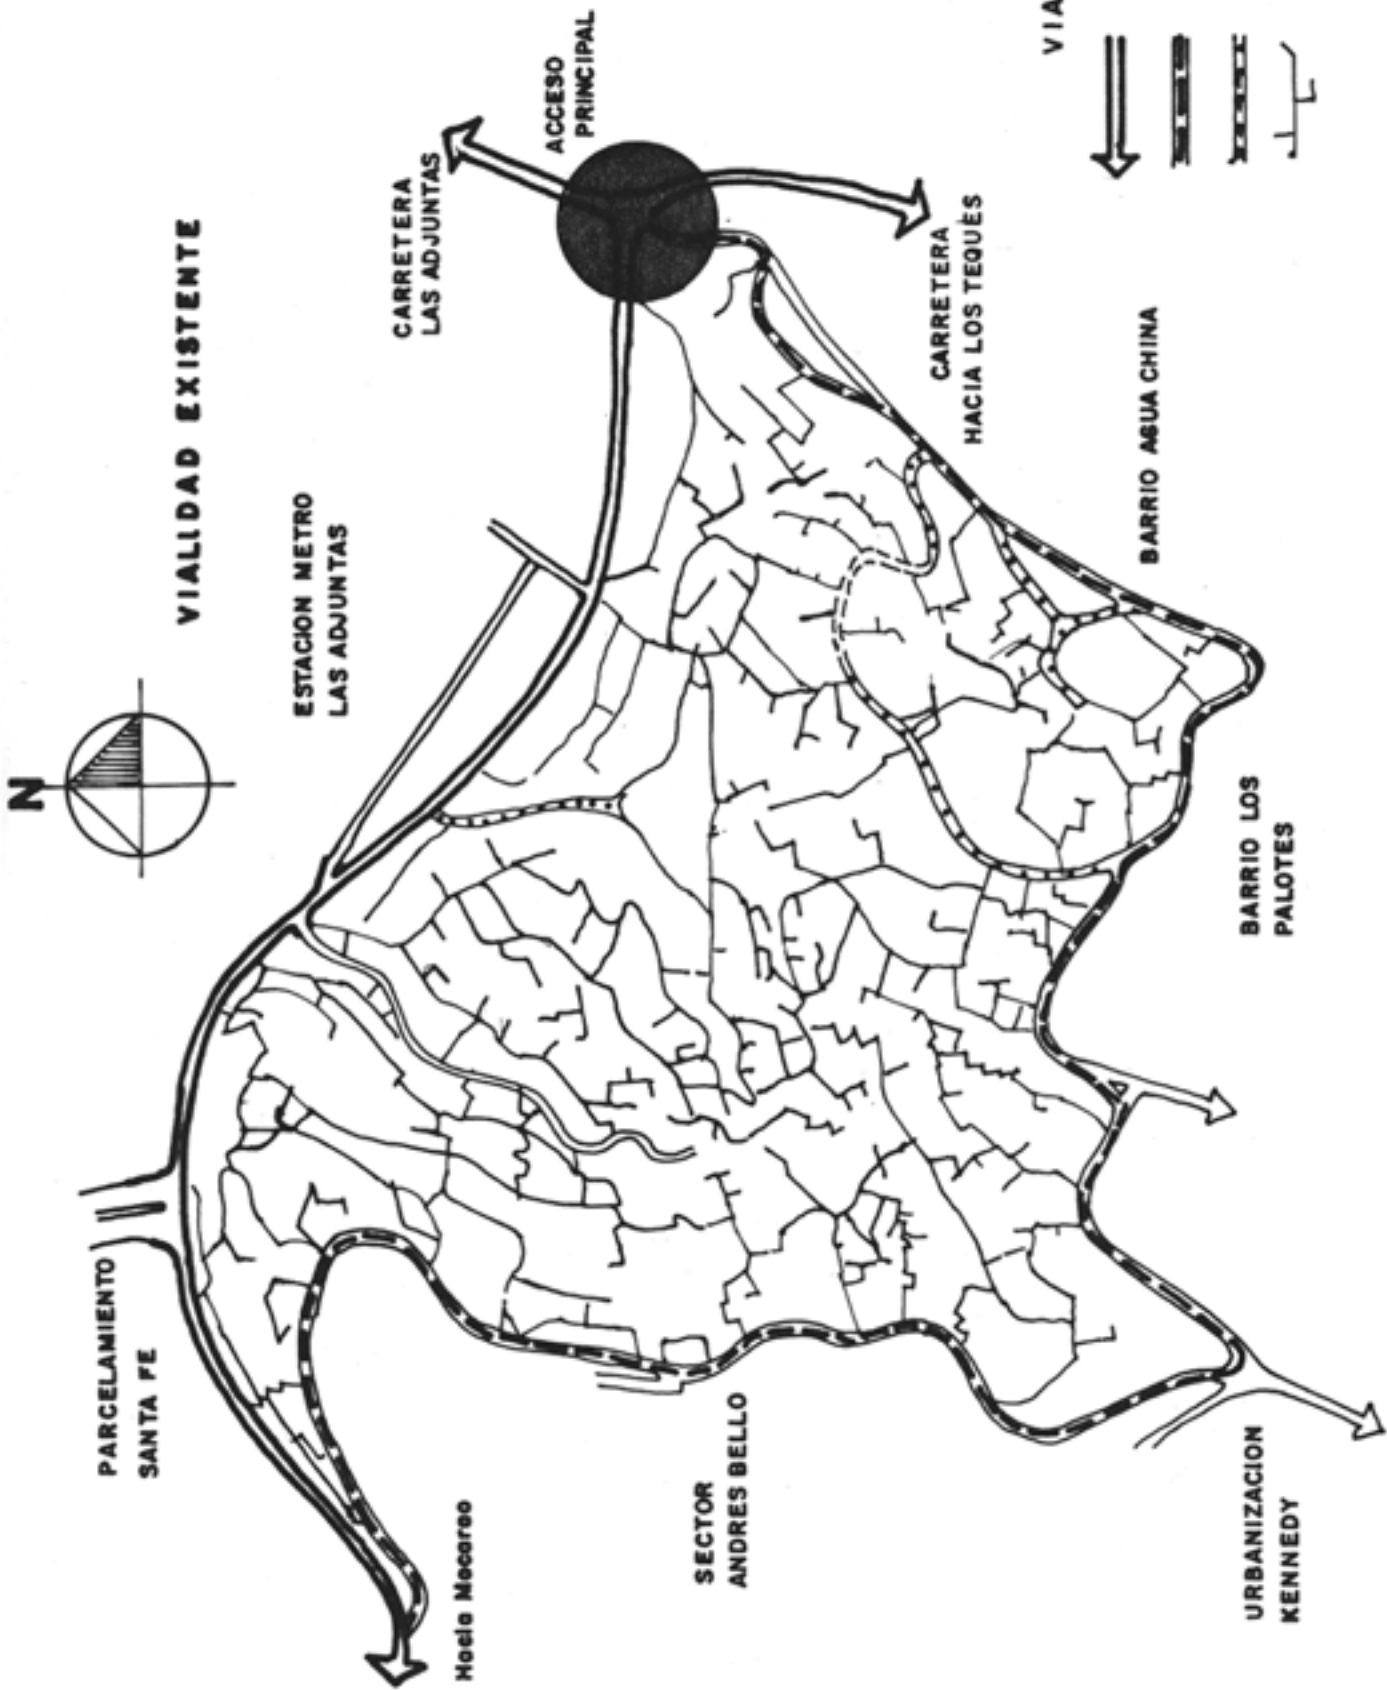 N
VIALIDAD EXISTENTE
ESTACION METRO
LAS ADJUNTAS
CARRETERA
LAS ADJUNTAS
ACCESO
PRINCIPAL
PARCELAMIENTO
SANTA FE
CARRETERA
HACIA LOS TEQUES
VIA
BARRIO AGUA CHINA
BARRIO LOS
PALOTES
Hacia Macarao
SECTOR
ANDRES BELLO
URBANIZACION
KENNEDY